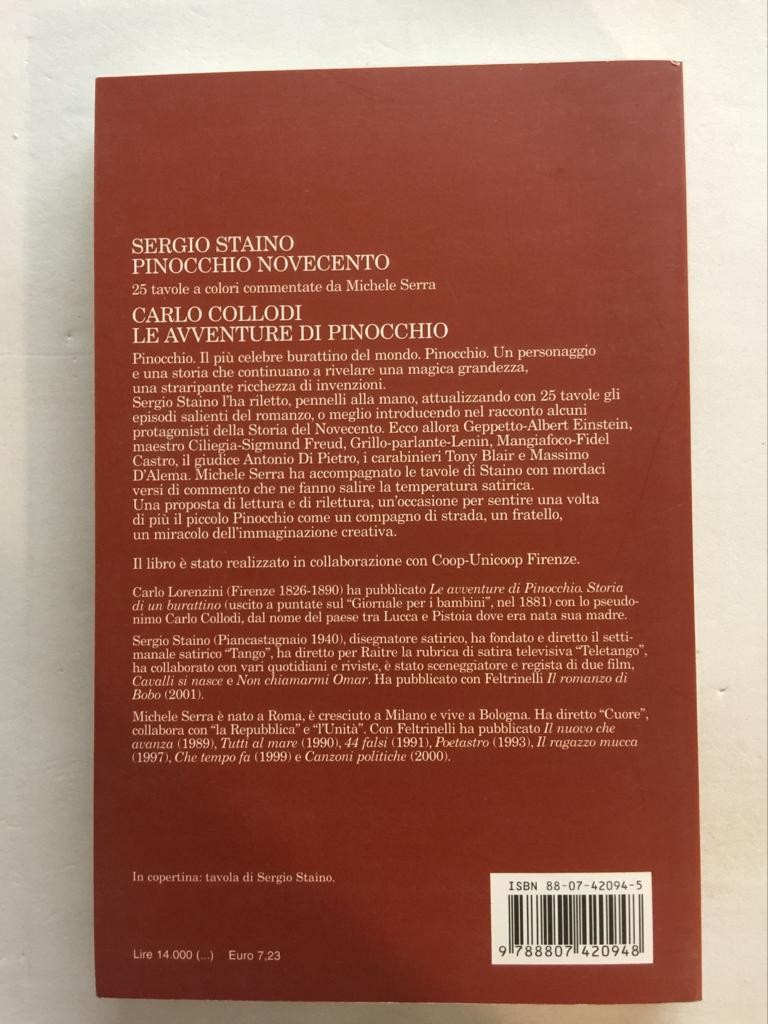 SERGIO STAINO
PINOCCHIO NOVECENTO
25 tavole a colori commentate da Michele Serra
CARLO COLLODI
LE AVVENTURE DI PINOCCHIO
Pinocchio. Il più celebre burattino del mondo. Pinocchio. Un personaggio
e una storia che continuano a rivelare una magica grandezza,
una straripante ricchezza di invenzioni.
Sergio Staino l'ha riletto, pennelli alla mano, attualizzando con 25 tavole gli
episodi salienti del romanzo, o meglio introducendo nel racconto alcuni
protagonisti della Storia del Novecento. Ecco allora Geppetto-Albert Einstein,
maestro Ciliegia-Sigmund Freud, Grillo-parlante-Lenin, Mangiafoco-Fidel
Castro, il giudice Antonio Di Pietro, i carabinieri Tony Blair e Massimo
D'Alema. Michele Serra ha accompagnato le tavole di Staino con mordaci
versi di commento che ne fanno salire la temperatura satirica.
Una proposta di lettura e di rilettura, un'occasione per sentire una volta
di più il piccolo Pinocchio come un compagno di strada, un fratello,
un miracolo dell'immaginazione creativa.
Il libro è stato realizzato in collaborazione con Coop-Unicoop Firenze.
Carlo Lorenzini (Firenze 1826-1890) ha pubblicato Le avventure di Pinocchio. Storia
di un burattino (uscito a puntate sul "Giornale per i bambini", nel 1881) con lo pseudo-
nimo Carlo Collodi, dal nome del paese tra Lucca e Pistoia dove era nata sua madre.
Sergio Staino (Piancastagnaio 1940), disegnatore satirico, ha fondato e diretto il setti-
manale satirico "Tango", ha diretto per Raitre la rubrica di satira televisiva "Teletango",
ha collaborato con vari quotidiani e riviste, è stato sceneggiatore e regista di due film,
Cavalli si nasce e Non chiamarmi Omar. Ha pubblicato con Feltrinelli Il romanzo di
Bobo (2001).
Michele Serra è nato a Roma, è cresciuto a Milano e vive a Bologna. Ha diretto "Cuore",
collabora con "la Repubblica" e "l'Unità". Con Feltrinelli ha pubblicato Il nuovo che
avanza (1989), Tutti al mare (1990), 44 falsi (1991), Poetastro (1993), Il ragazzo mucca
(1997), Che tempo fa (1999) e Canzoni politiche (2000).
In copertina: tavola di Sergio Staino.
ISBN 88-07-42094-5
9 788807 420948
Lire 14.000 (...) Euro 7,23